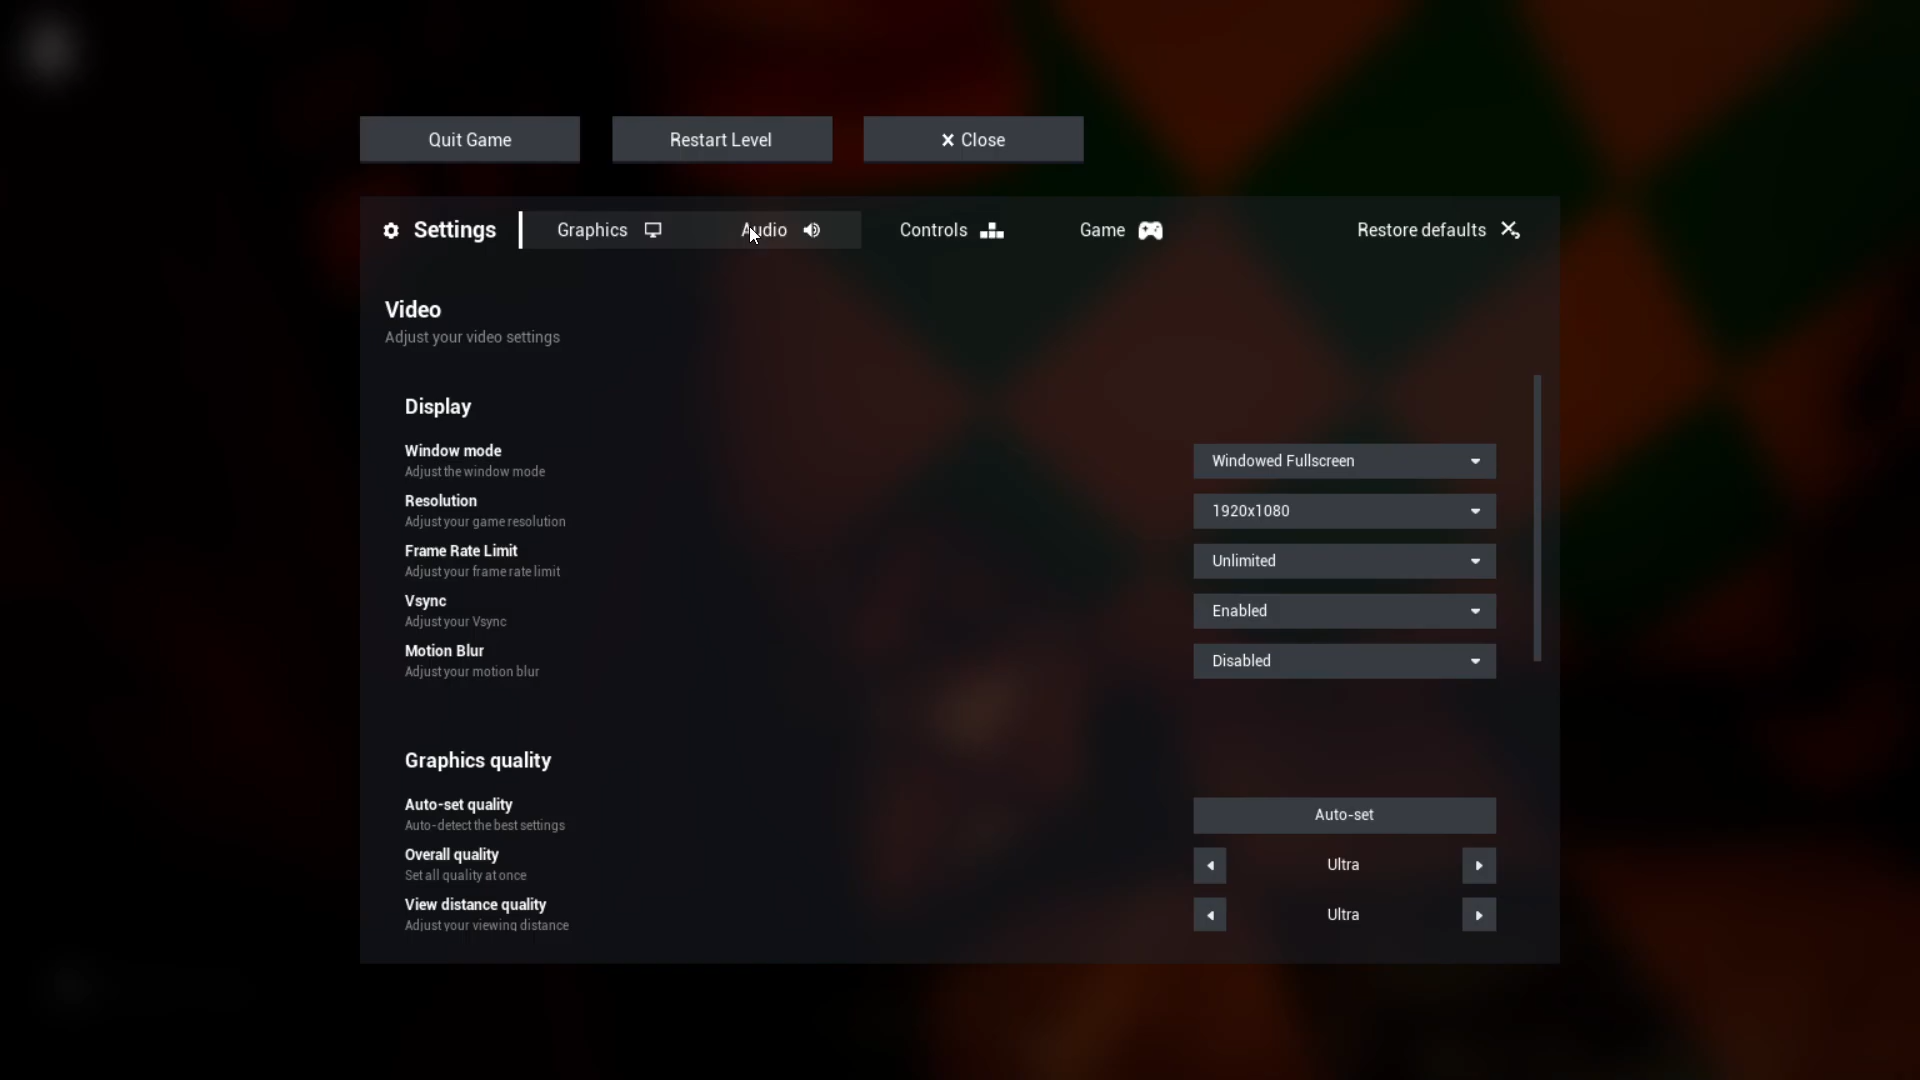 Quit Game
Restart Level
Close
Settings
Graphics
Audio
Controls
Game
Restore defaults
Video
Adjust your video settings
Display
Window mode
Adjust the window mode
Windowed Fullscreen
Resolution
Adjust your game resolution
1920x1080
Frame Rate Limit
Adjust your frame rate limit
Unlimited
Vsync
Adjust your Vsync
Enabled
Motion Blur
Adjust your motion blur
Disabled
Graphics quality
Auto-set quality
Auto-detect the best settings
Auto-set
Overall quality
Set all quality at once
Ultra
View distance quality
Adjust your viewing distance
Ultra